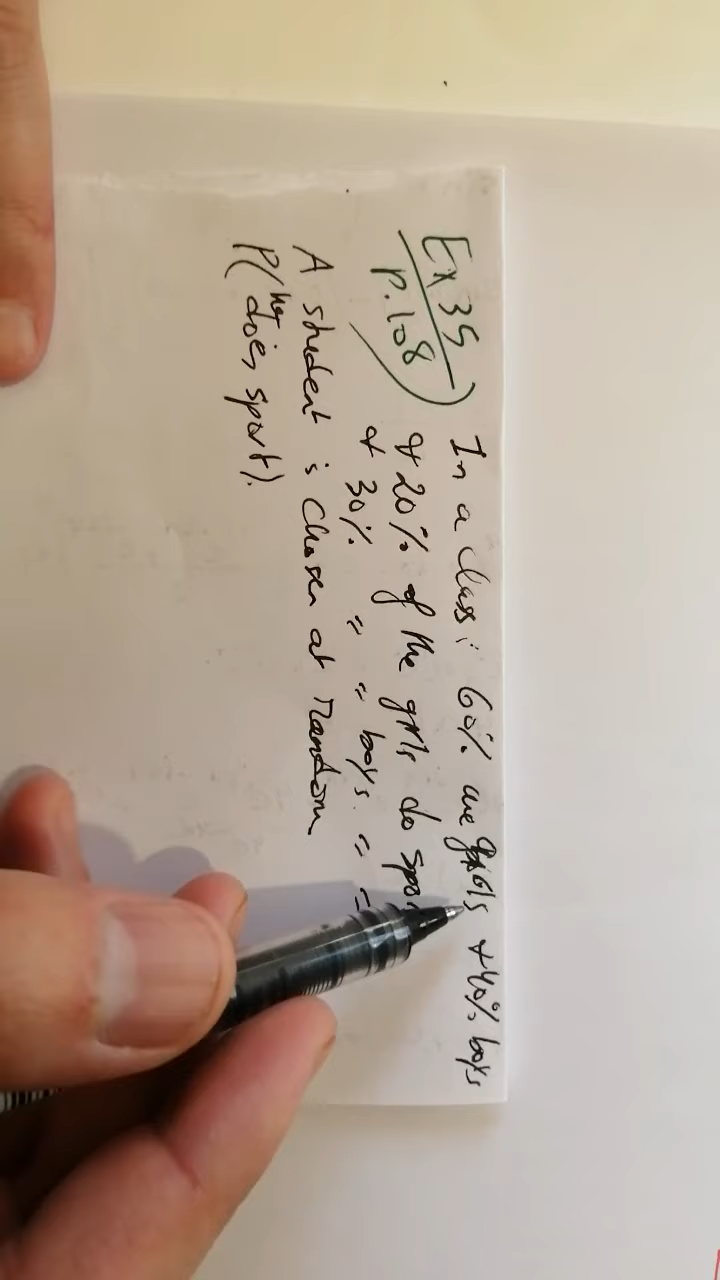 Ex 35
P.108
In a class: 60% are girls & 40% boys
& 20% of the girls do spor
& 30% " " boys " "
A student is chosen at random
P(he does sport).